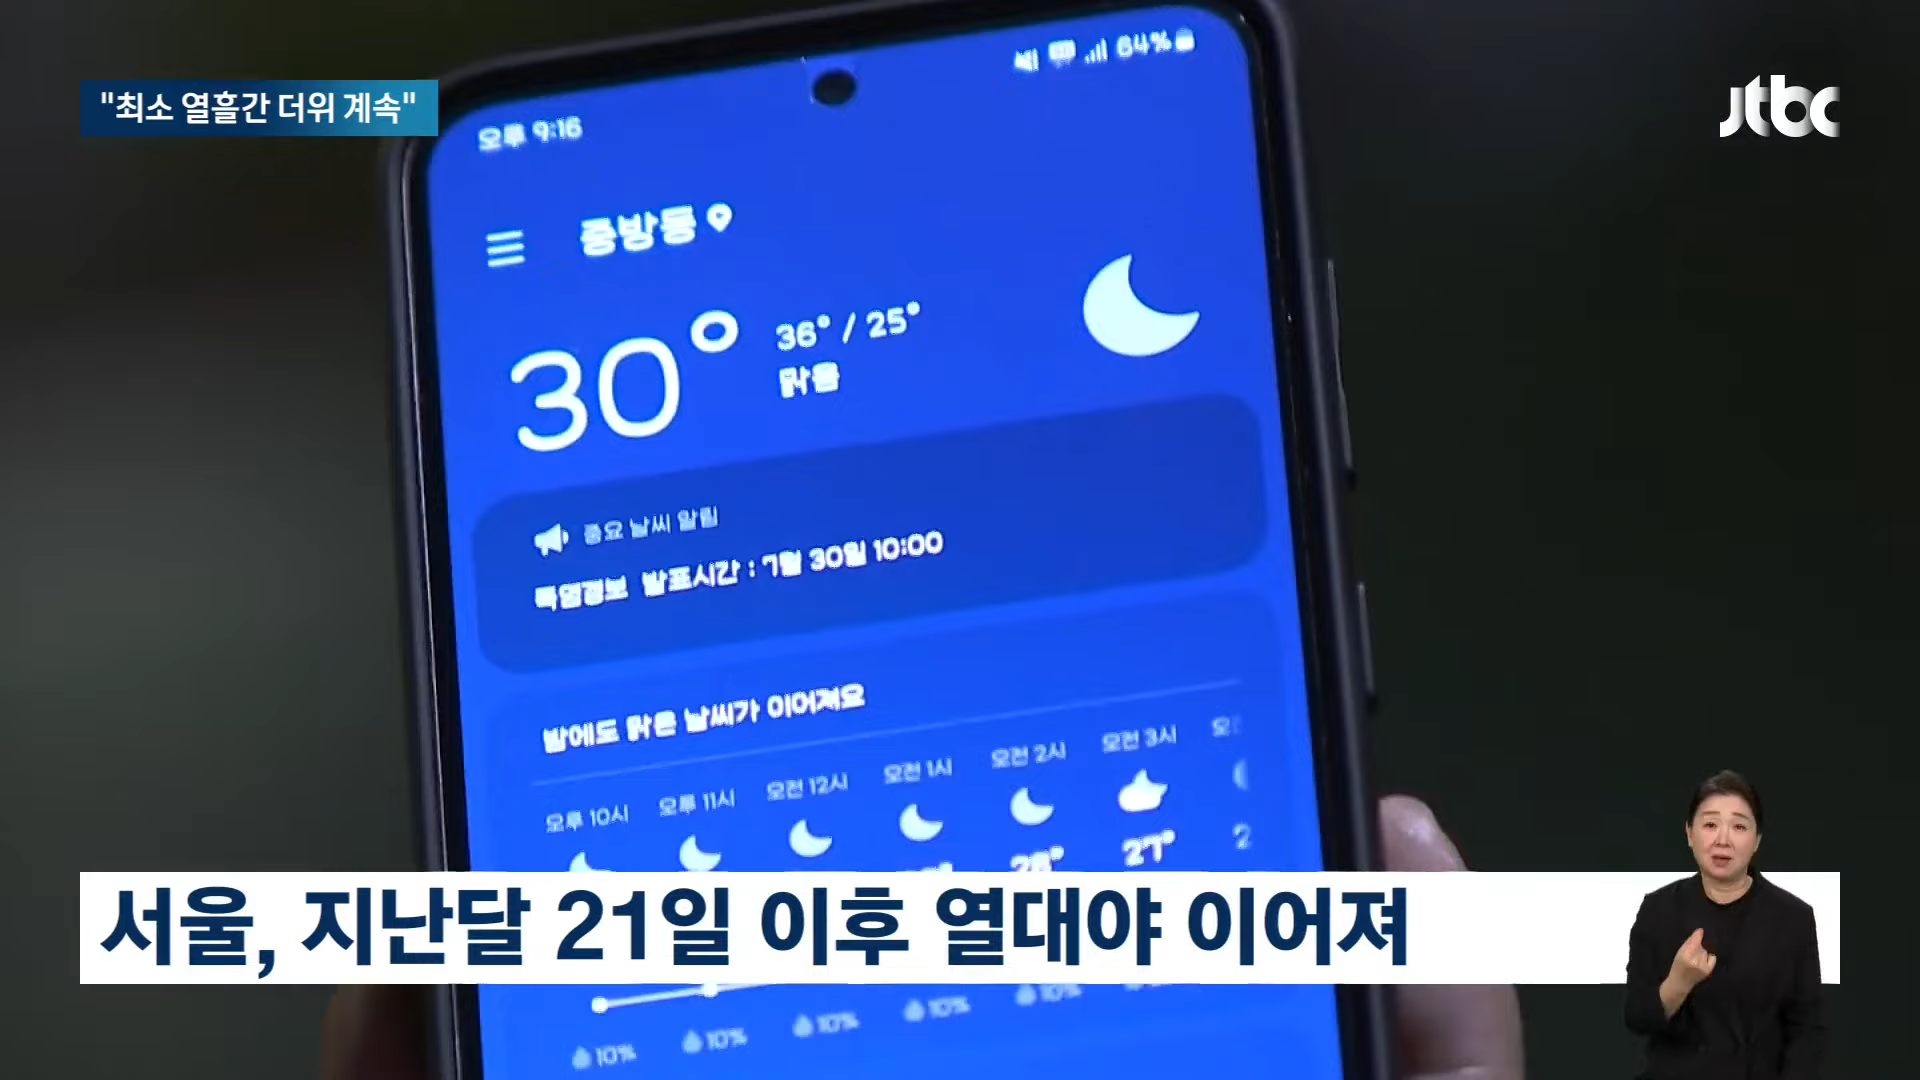 "최소 열흘간 더위 계속"
jtbc
64%
오후 9:16
중방동
30°
36° / 25°
맑음
중요 날씨 알림
폭염경보 발표시간 : 7월 30일 10:00
밤에도 맑은 날씨가 이어져요
오후 10시 오후 11시 오전 12시 오전 1시 오전 2시 오전 3시
28° 27°
서울, 지난달 21일 이후 열대야 이어져
10% 10% 10% 10% 10%